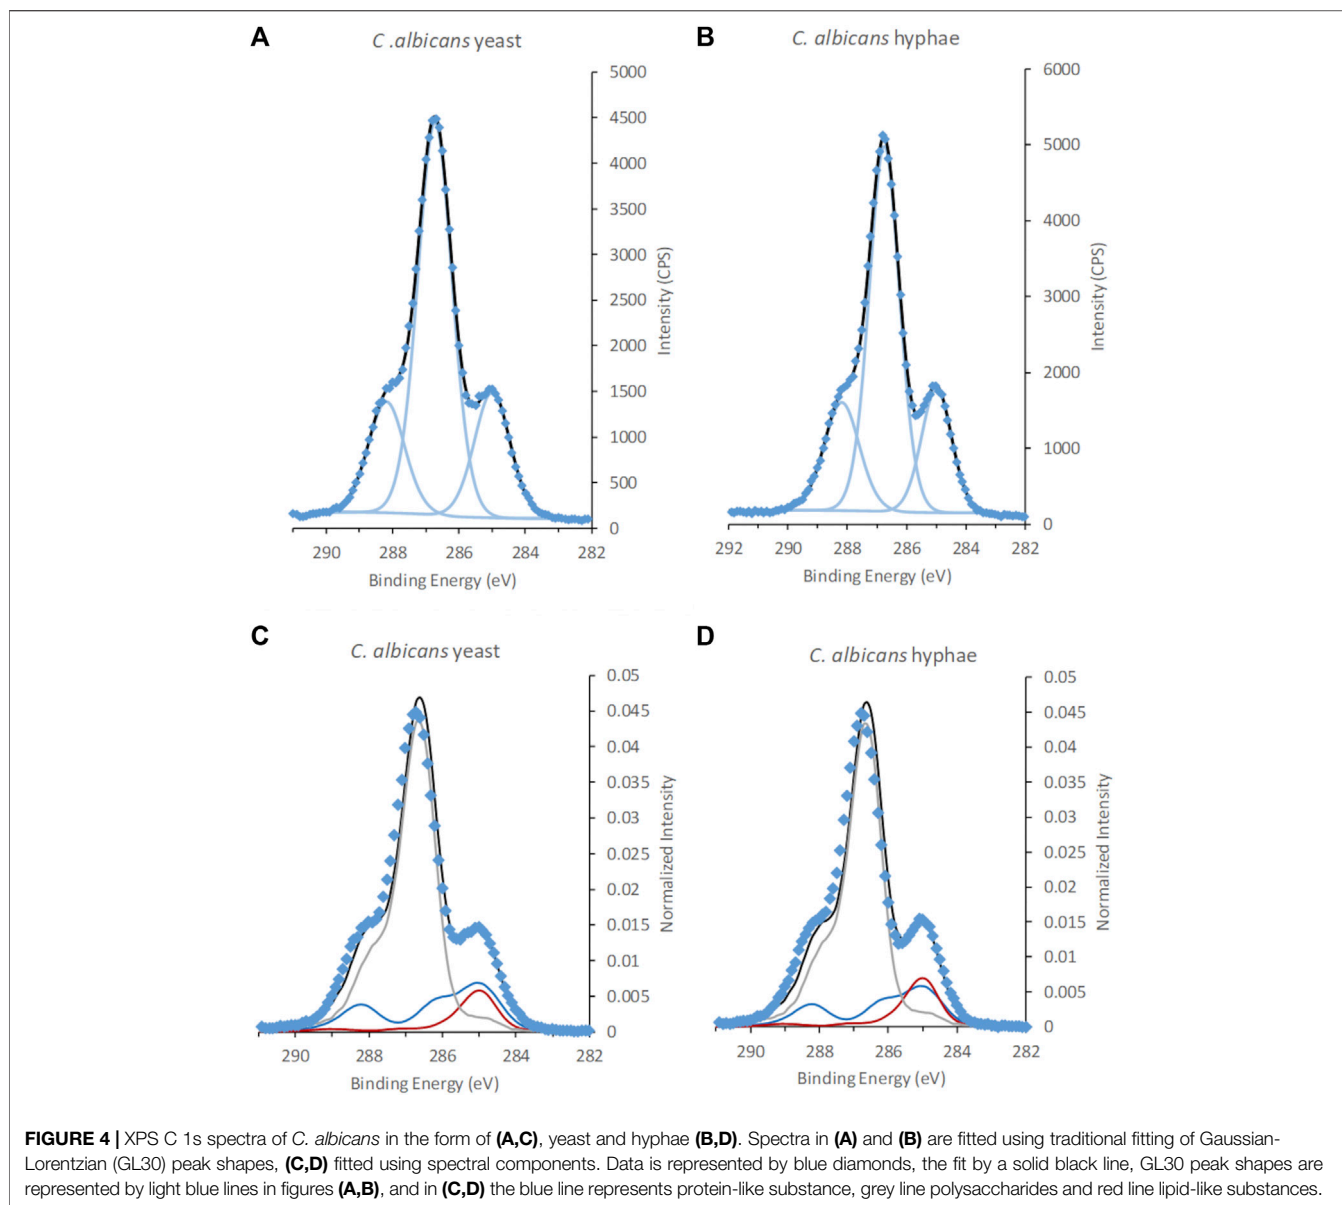 A
C .albicans yeast
5000
4500
4000
3500
3000
2500
2000
1500
1000
500
0
Intensity (CPS)
290 288 286 284 282
Binding Energy (eV)
B
C. albicans hyphae
6000
5000
4000
3000
2000
1000
0
Intensity (CPS)
292 290 288 286 284 282
Binding Energy (eV)
C
C. albicans yeast
0.05
0.045
0.04
0.035
0.03
0.025
0.02
0.015
0.01
0.005
0
Normalized Intensity
290 288 286 284 282
Binding Energy (eV)
D
C. albicans hyphae
0.05
0.045
0.04
0.035
0.03
0.025
0.02
0.015
0.01
0.005
0
Normalized Intensity
290 288 286 284 282
Binding Energy (eV)
FIGURE 4 | XPS C 1s spectra of C. albicans in the form of (A,C), yeast and hyphae (B,D). Spectra in (A) and (B) are fitted using traditional fitting of Gaussian-
Lorentzian (GL30) peak shapes, (C,D) fitted using spectral components. Data is represented by blue diamonds, the fit by a solid black line, GL30 peak shapes are
represented by light blue lines in figures (A,B), and in (C,D) the blue line represents protein-like substance, grey line polysaccharides and red line lipid-like substances.